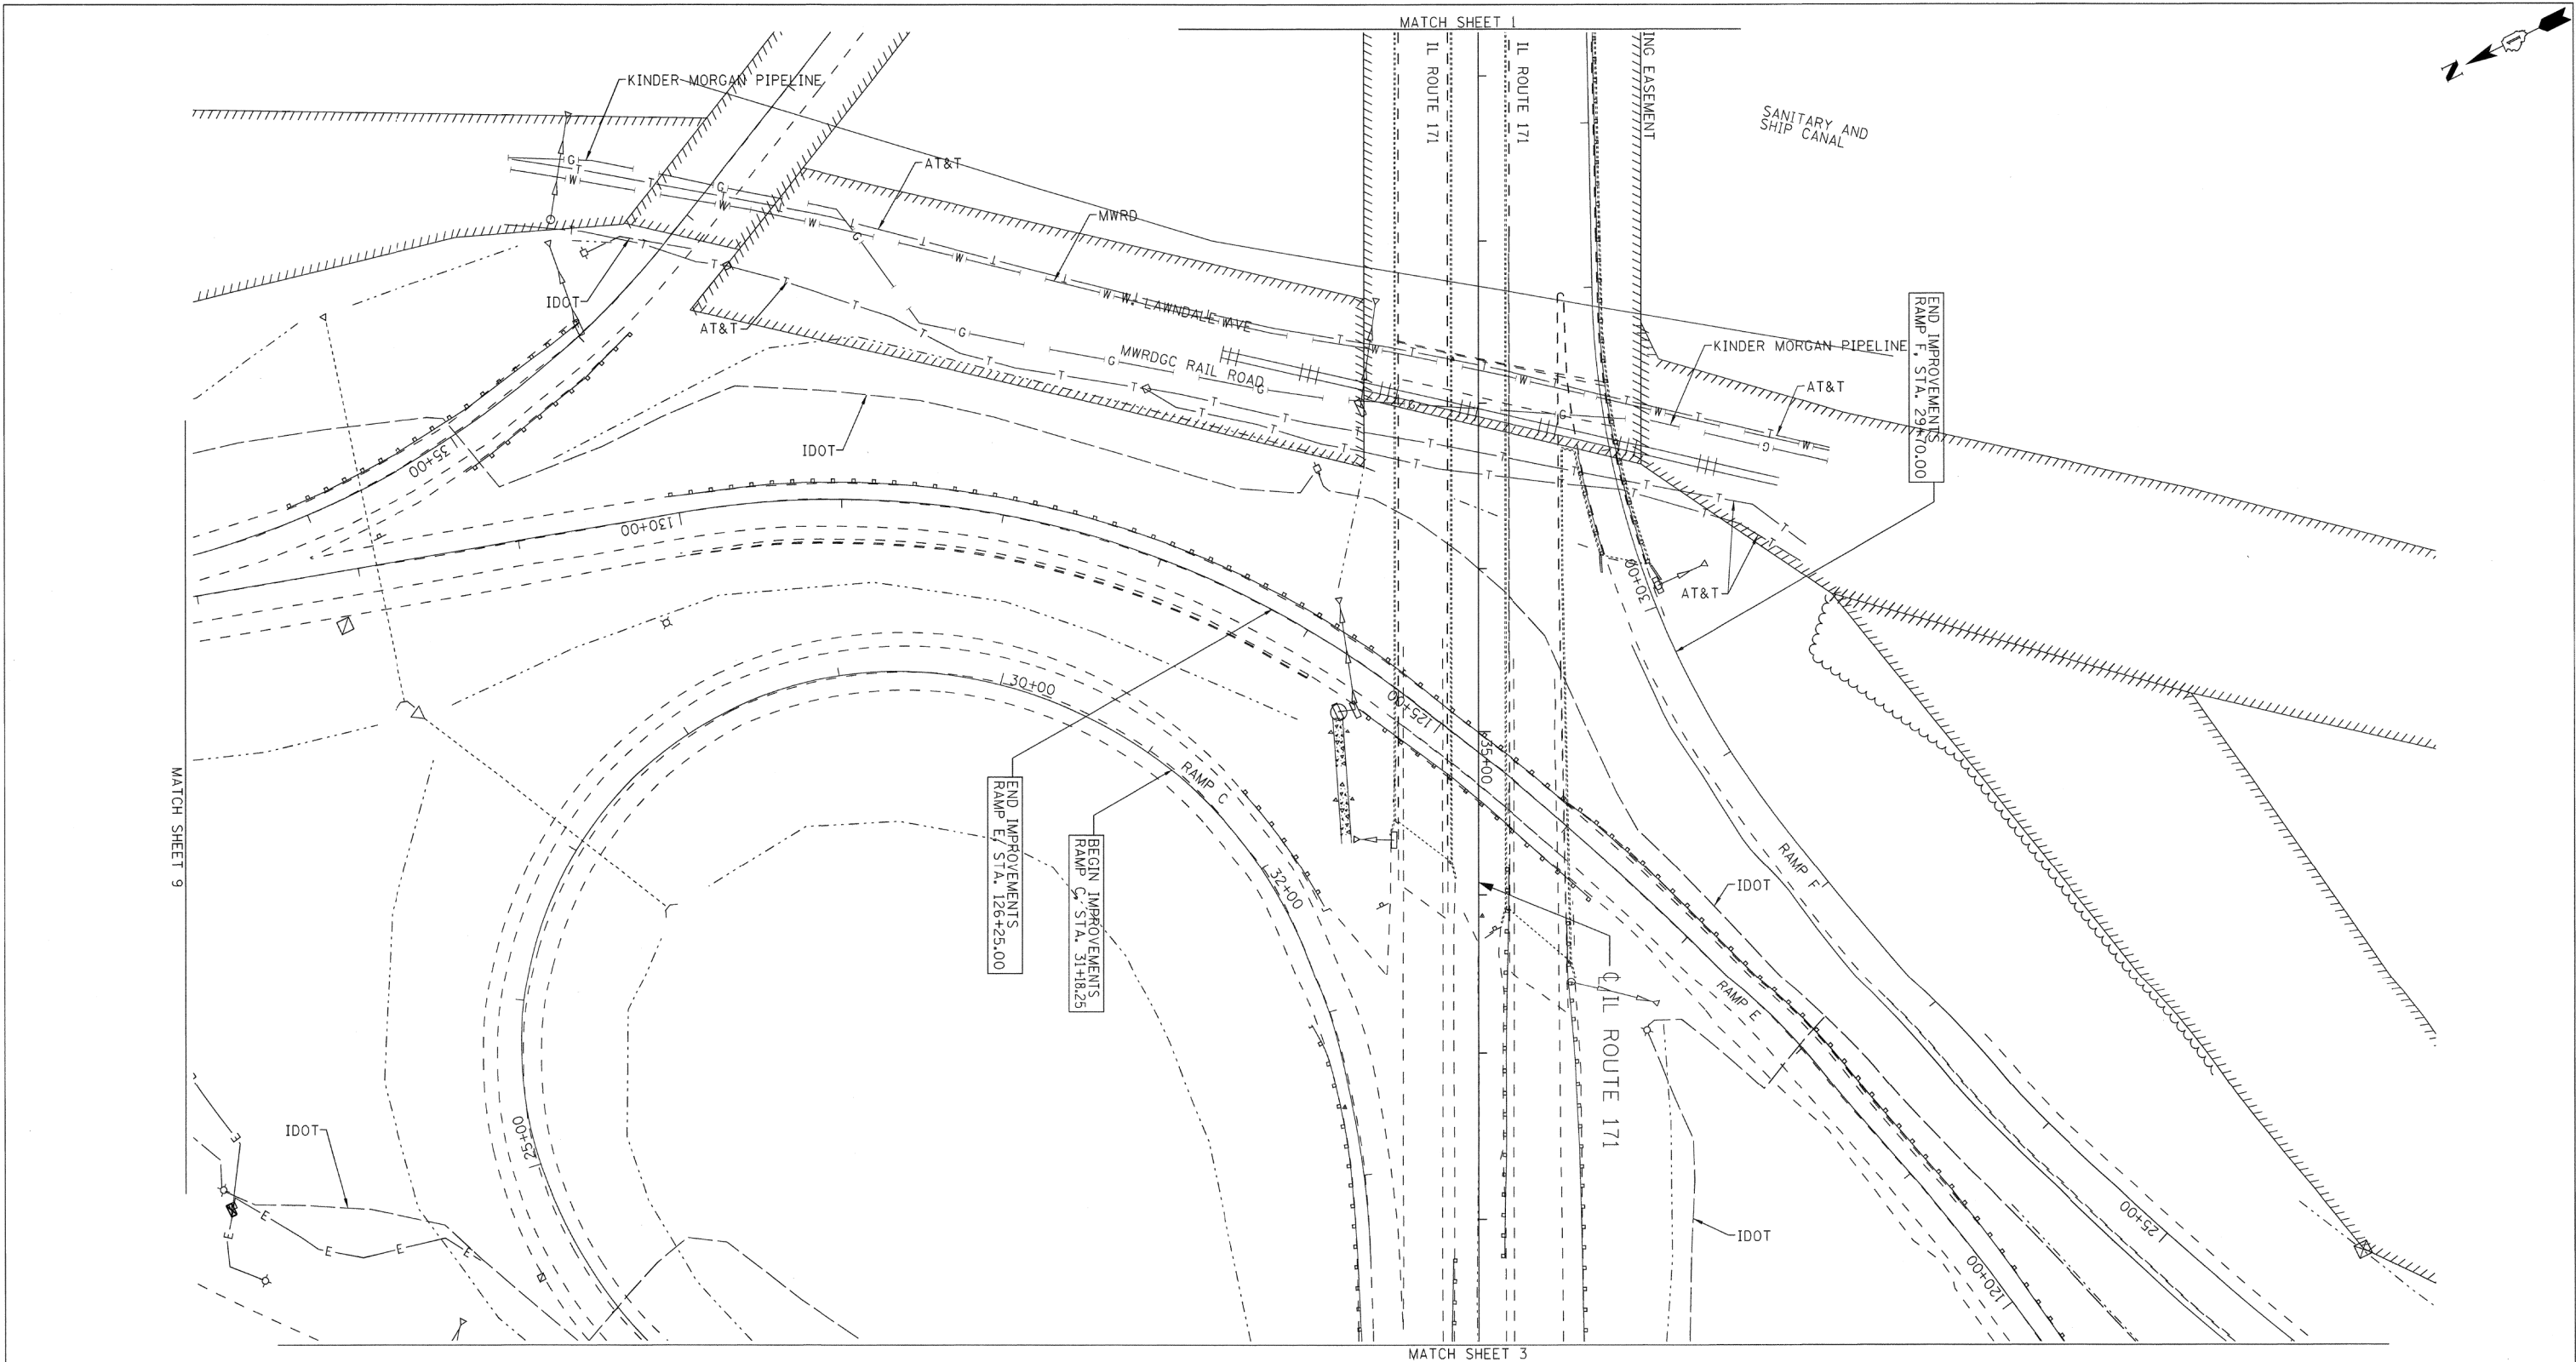 MATCH SHEET 1
N
KINDER MORGAN PIPELINE
IL ROUTE 171
IL ROUTE 171
ING EASEMENT
SANITARY AND
SHIP CANAL
AT&T
MWRD
IDOT
AT&T
W. LAWNDALE AVE
MWRDGC RAIL ROAD
KINDER MORGAN PIPELINE
AT&T
END IMPROVEMENTS
RAMP F, STA. 29+70.00
IDOT
35+00
130+00
30+00
AT&T
30+00
125+00
35+00
RAMP C
END IMPROVEMENTS
RAMP E, STA. 126+25.00
BEGIN IMPROVEMENTS
RAMP C, STA. 31+18.25
32+00
RAMP F
IDOT
RAMP E
℄ IL ROUTE 171
MATCH SHEET 9
IDOT
25+00
IDOT
25+00
120+00
MATCH SHEET 3
G
T
W
T
G
T
W
T
W
G
T
W
T
T
W
W
T
T
T
T
G
T
G
T
T
G
T
T
T
T
W
T
T
W
T
G
W
T
T
W
G
T
T
T
T
T
T
T
E
E
E
E
E
E